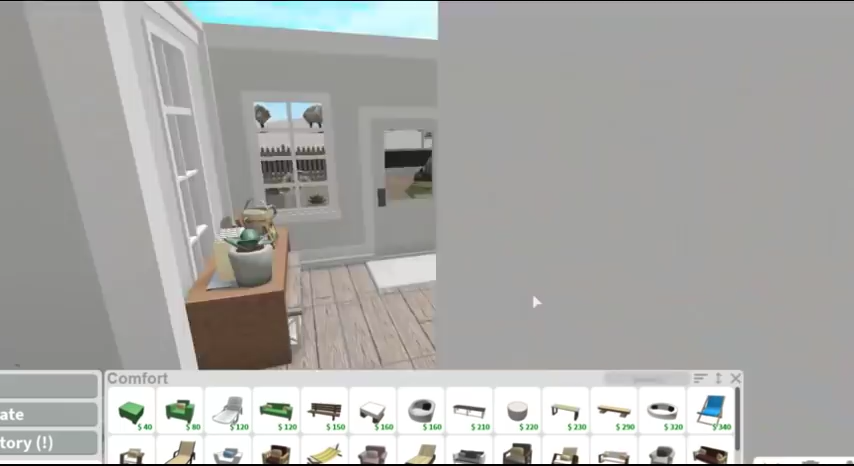 Comfort
ate
tory (!)
$ 40 $ 80 $ 120 $ 120 $ 150 $ 160 $ 160 $ 210 $ 220 $ 230 $ 290 $ 320 $ 340